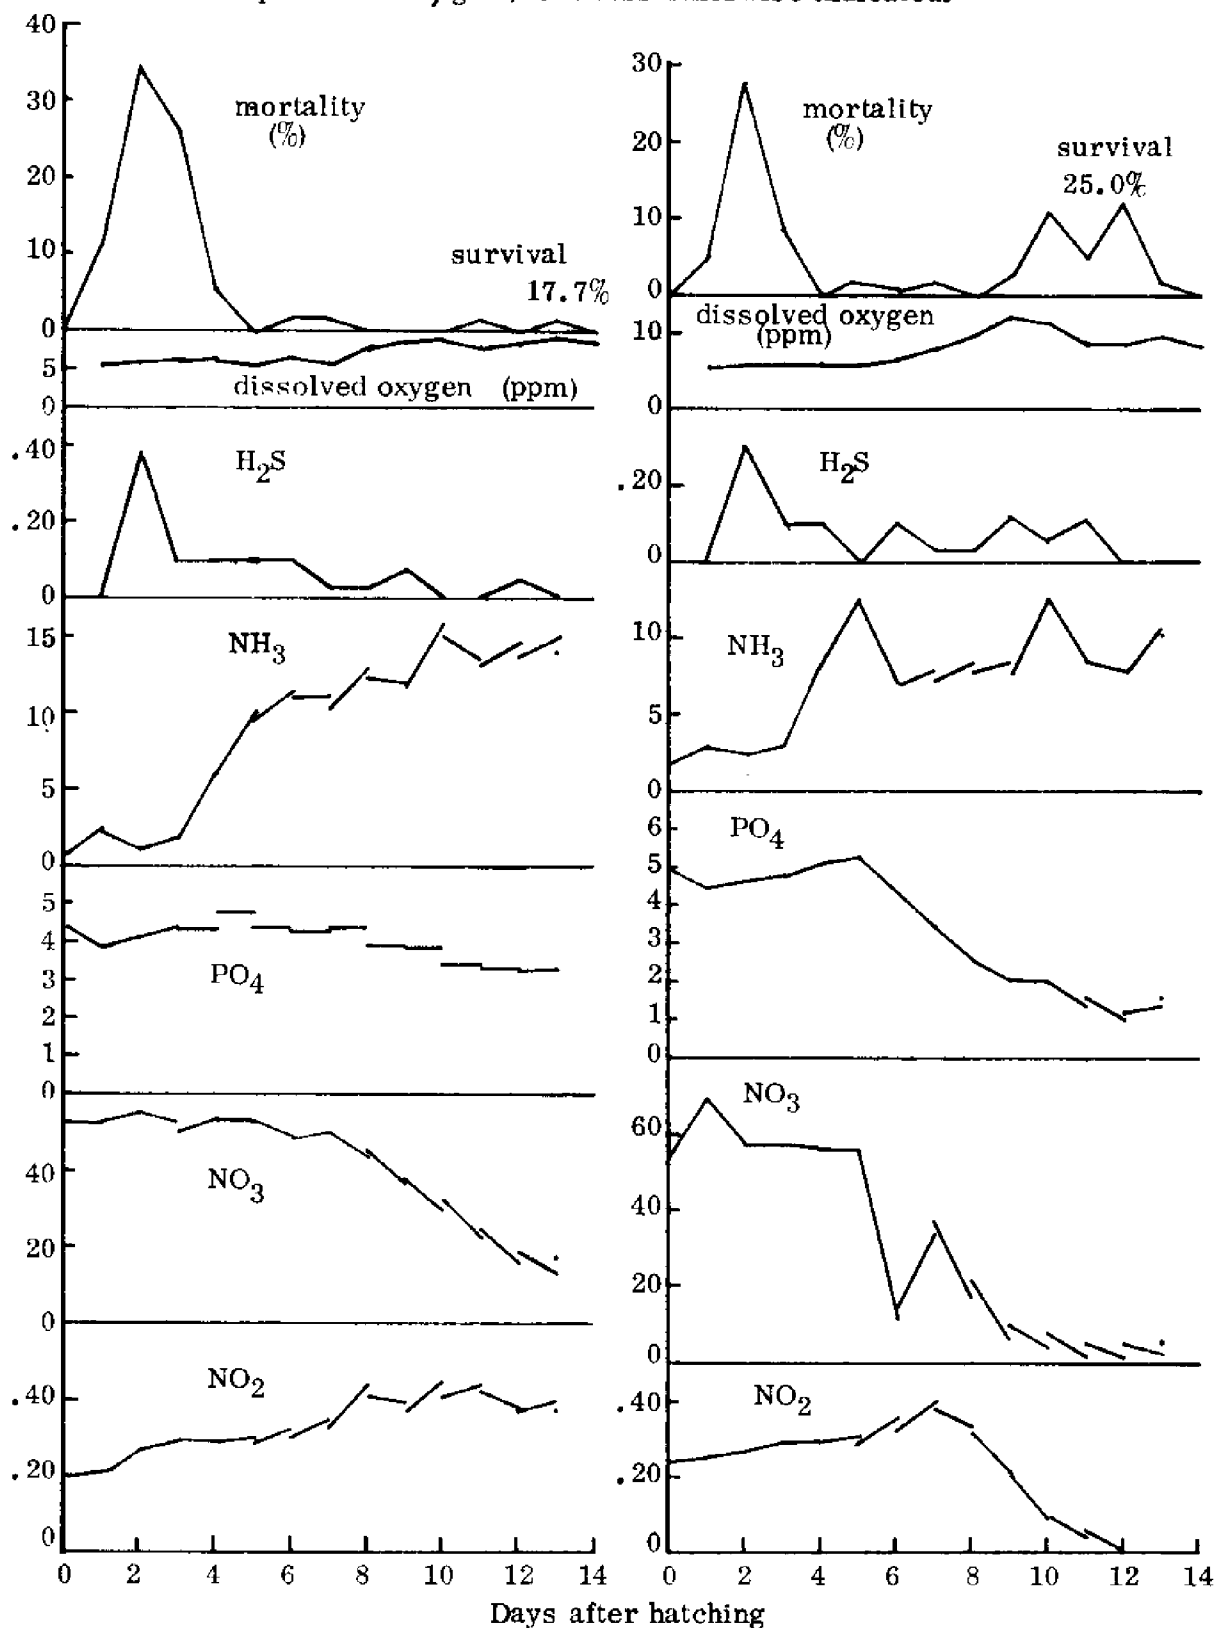 40
30
20
10
0
mortality
(%)
survival
17.7%
5
0
dissolved oxygen (ppm)
.40
.20
0
H2S
15
10
5
0
NH3
5
4
3
2
1
0
PO4
40
20
0
NO3
.40
.20
0
NO2
0 2 4 6 8 10 12 14
30
20
10
0
mortality
(%)
survival
25.0%
10
0
dissolved oxygen
(ppm)
.20
0
H2S
10
5
0
NH3
6
5
4
3
2
1
0
PO4
60
40
20
0
NO3
.40
.20
0
NO2
0 2 4 6 8 10 12 14
Days after hatching